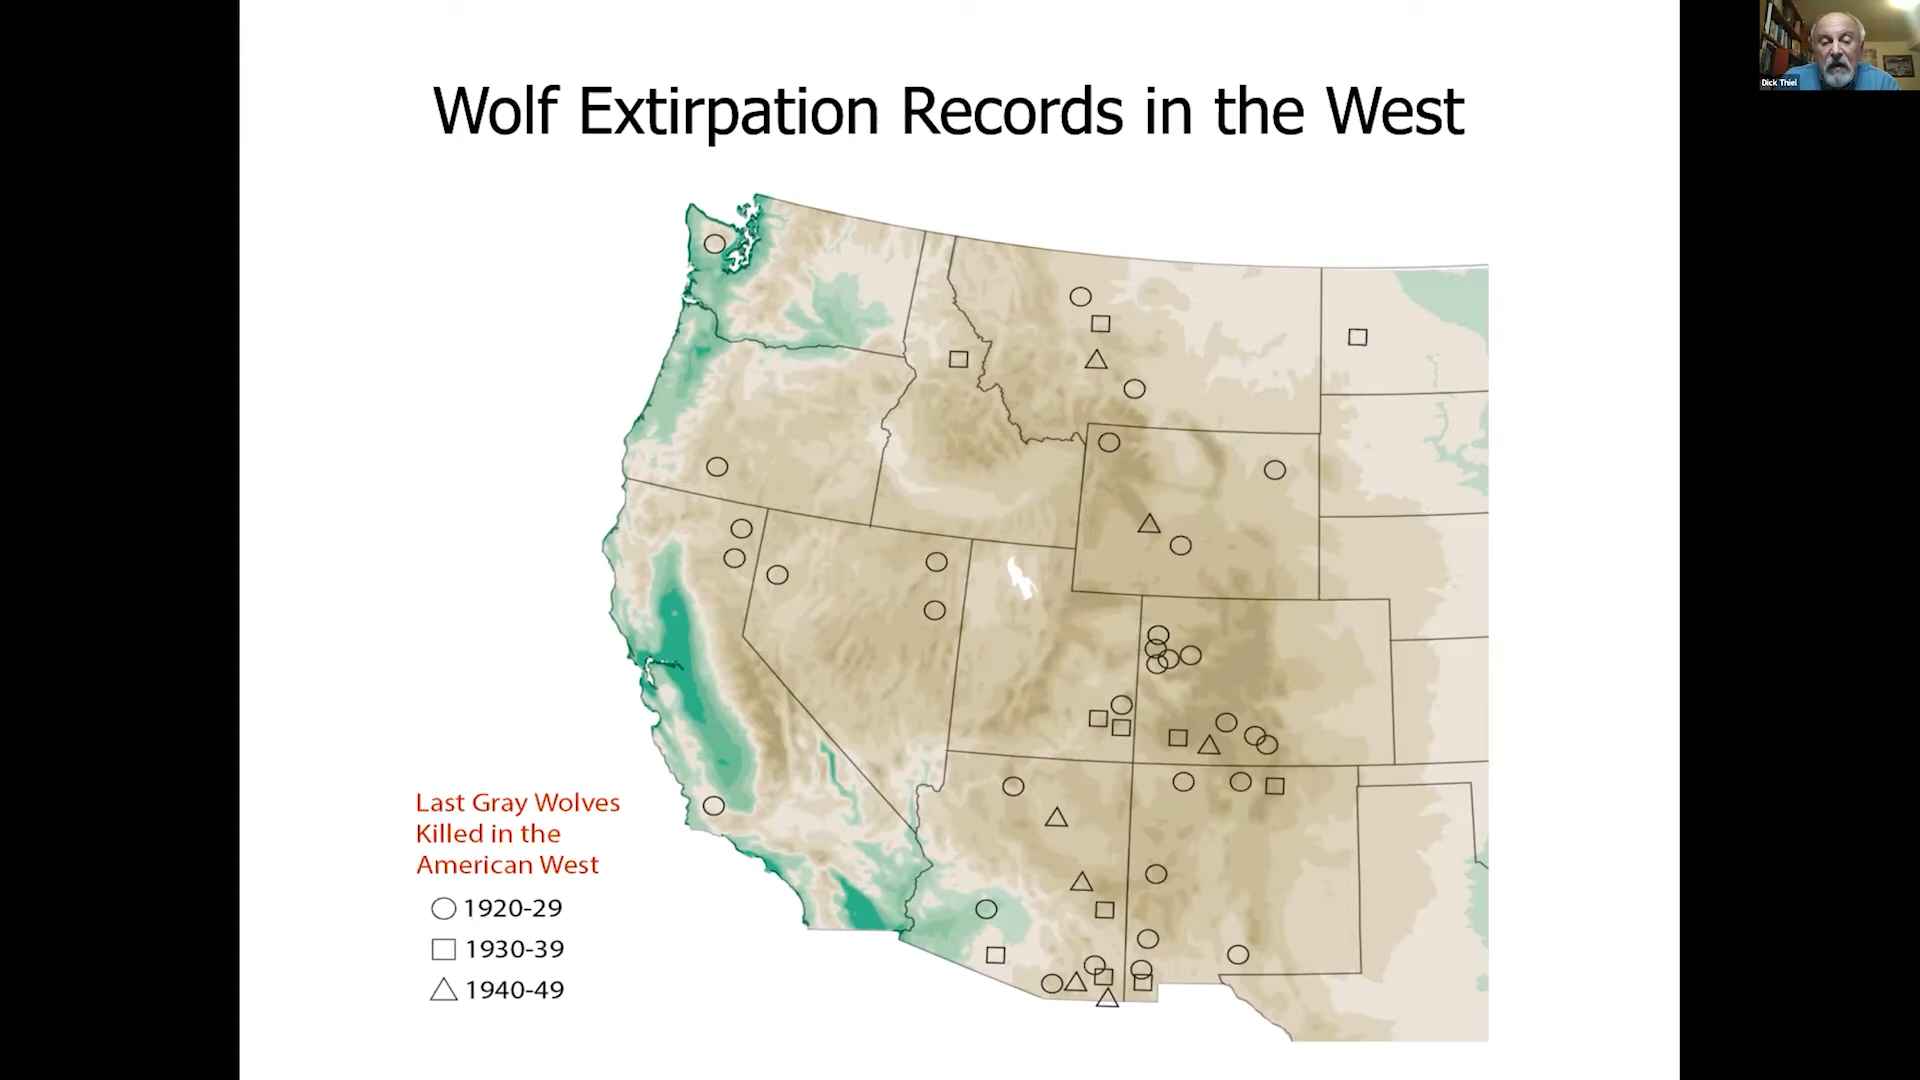 Wolf Extirpation Records in the West
Dick Thiel
Last Gray Wolves
Killed in the
American West
1920-29
1930-39
1940-49